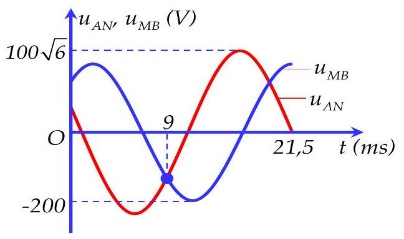 u_AN, u_MB (V)
100√6
u_MB
9
u_AN
O
21,5
t (ms)
-200